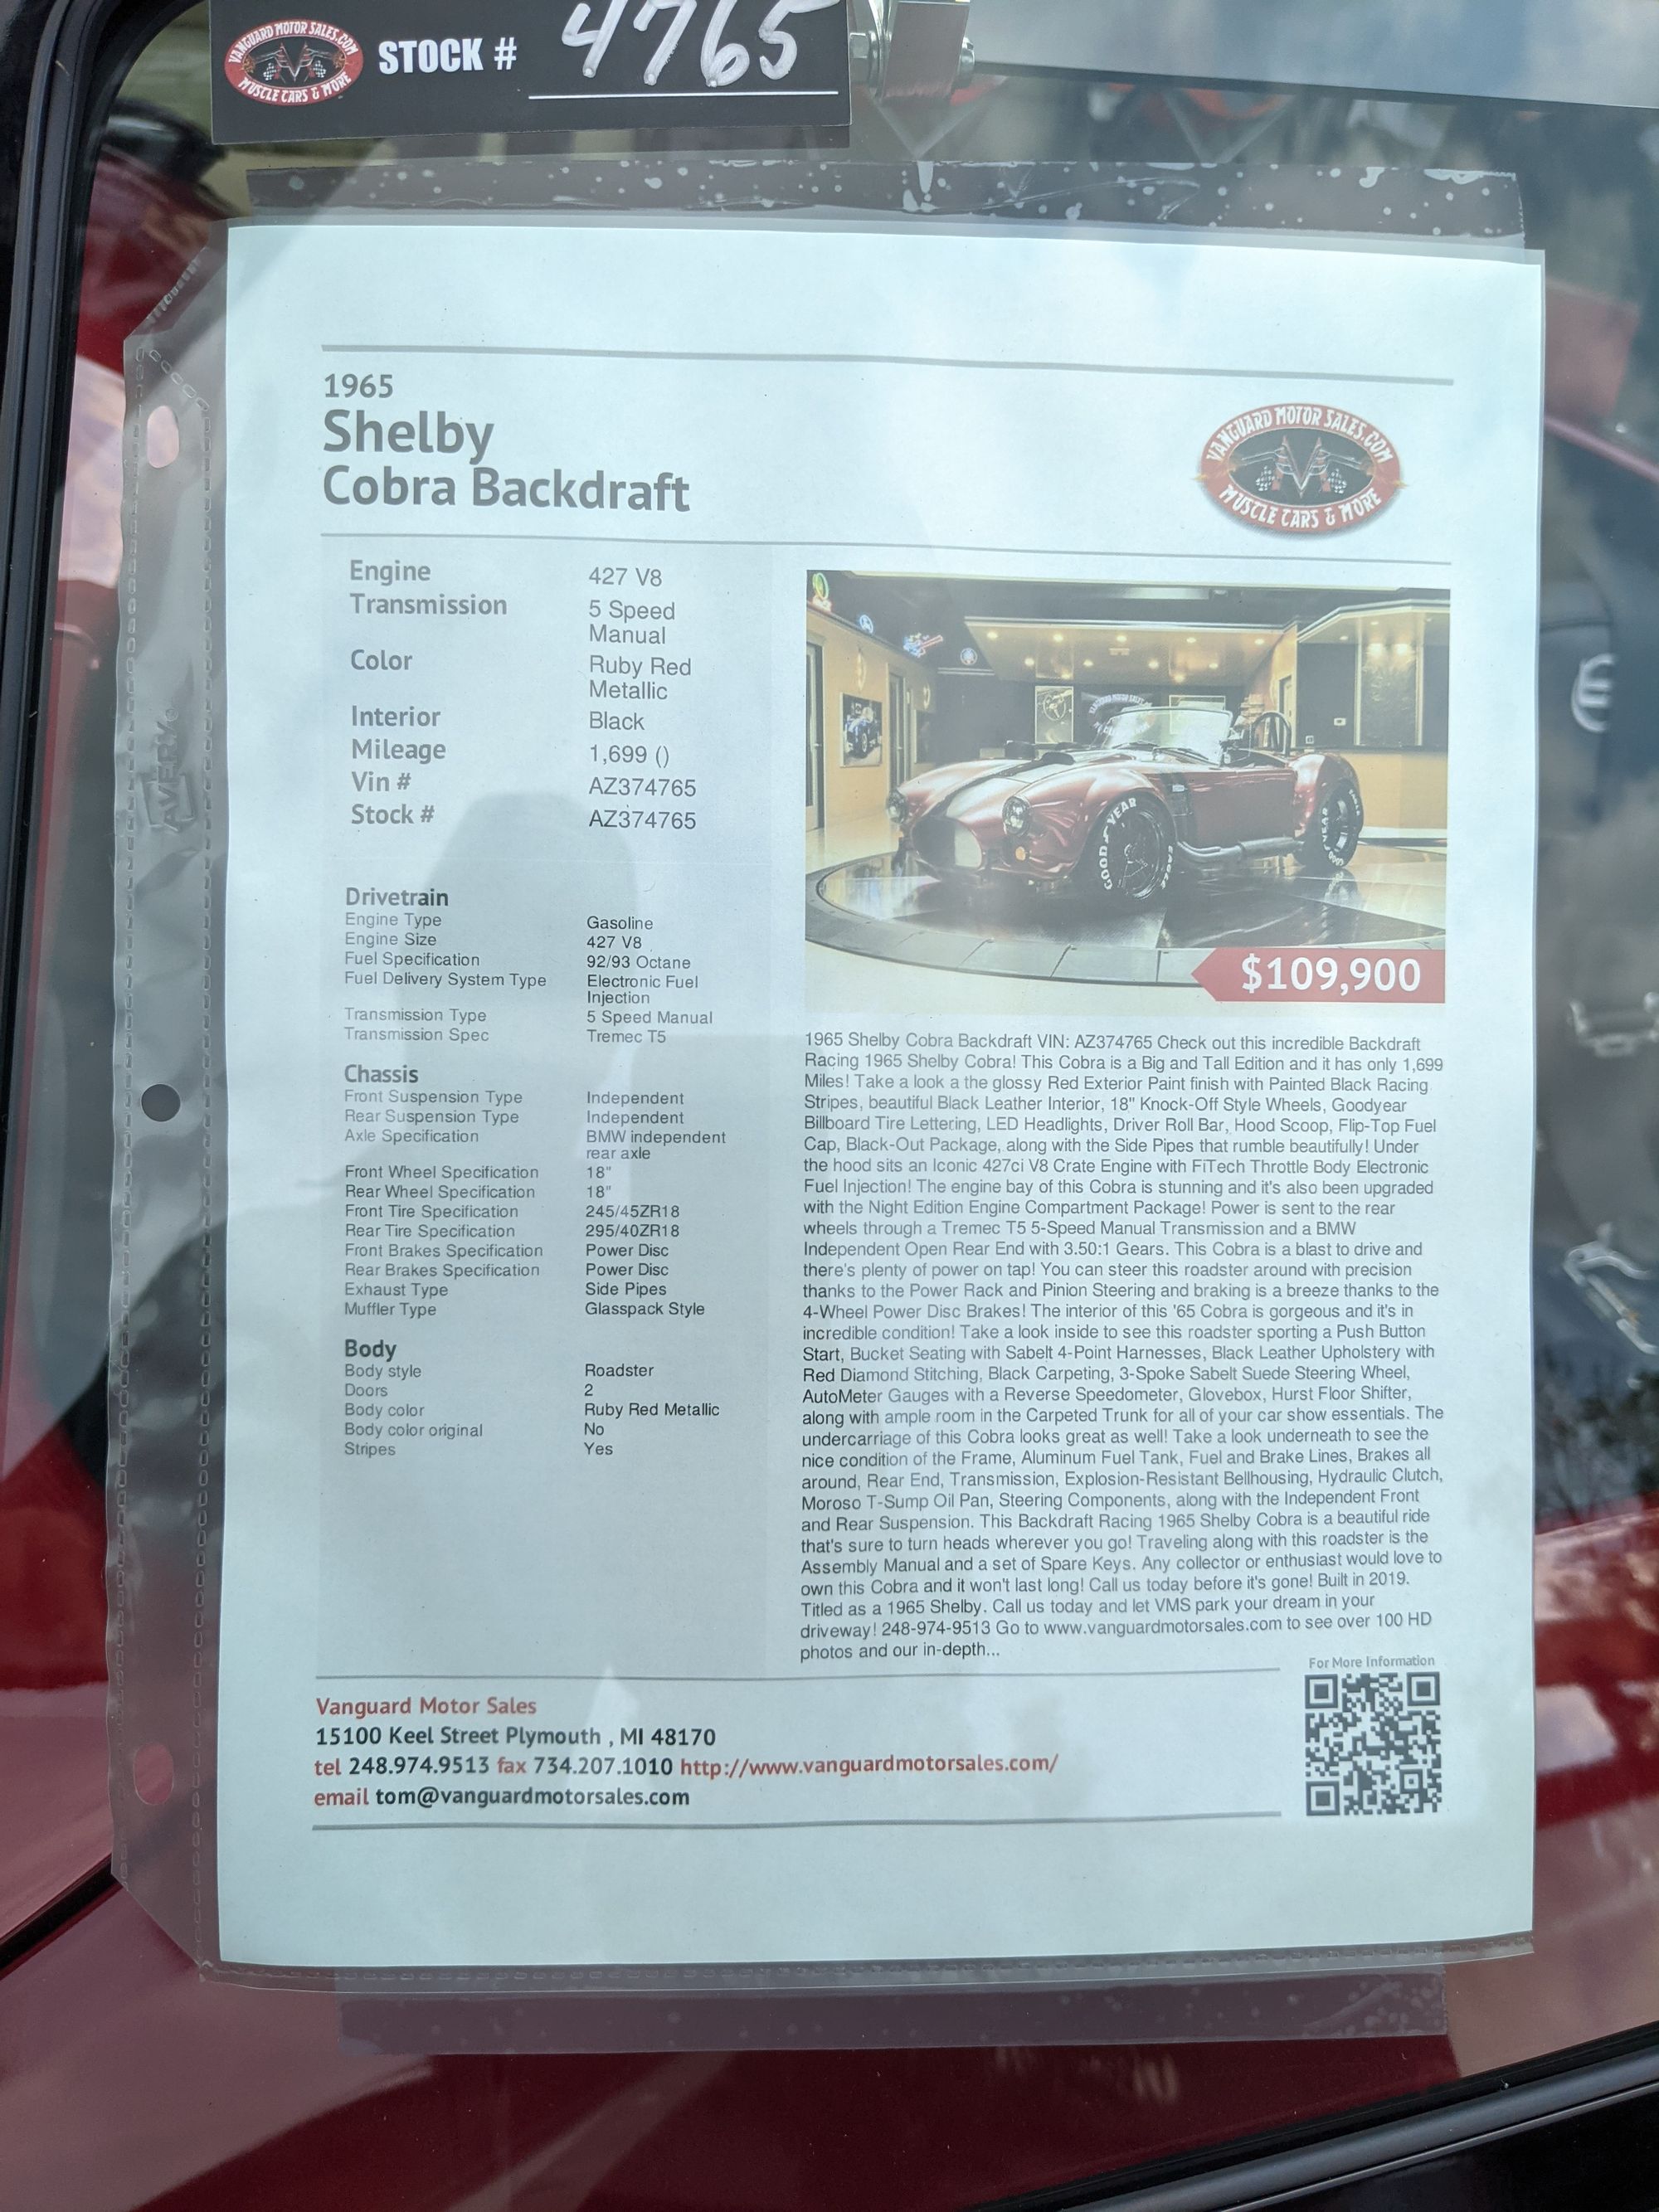 VANGUARD MOTOR SALES.COM
MUSCLE CARS & MORE
STOCK # 4765
1965
Shelby
Cobra Backdraft
VANGUARD MOTOR SALES.COM
MUSCLE CARS & MORE
Engine 427 V8
Transmission 5 Speed
Manual
Color Ruby Red
Metallic
Interior Black
Mileage 1,699 ()
Vin # AZ374765
Stock # AZ374765
Drivetrain
Engine Type Gasoline
Engine Size 427 V8
Fuel Specification 92/93 Octane
Fuel Delivery System Type Electronic Fuel
Injection
Transmission Type 5 Speed Manual
Transmission Spec Tremec T5
Chassis
Front Suspension Type Independent
Rear Suspension Type Independent
Axle Specification BMW independent
rear axle
Front Wheel Specification 18"
Rear Wheel Specification 18"
Front Tire Specification 245/45ZR18
Rear Tire Specification 295/40ZR18
Front Brakes Specification Power Disc
Rear Brakes Specification Power Disc
Exhaust Type Side Pipes
Muffler Type Glasspack Style
Body
Body style Roadster
Doors 2
Body color Ruby Red Metallic
Body color original No
Stripes Yes
GOOD YEAR
EAGLE
$109,900
1965 Shelby Cobra Backdraft VIN: AZ374765 Check out this incredible Backdraft
Racing 1965 Shelby Cobra! This Cobra is a Big and Tall Edition and it has only 1,699
Miles! Take a look a the glossy Red Exterior Paint finish with Painted Black Racing
Stripes, beautiful Black Leather Interior, 18" Knock-Off Style Wheels, Goodyear
Billboard Tire Lettering, LED Headlights, Driver Roll Bar, Hood Scoop, Flip-Top Fuel
Cap, Black-Out Package, along with the Side Pipes that rumble beautifully! Under
the hood sits an Iconic 427ci V8 Crate Engine with FiTech Throttle Body Electronic
Fuel Injection! The engine bay of this Cobra is stunning and it's also been upgraded
with the Night Edition Engine Compartment Package! Power is sent to the rear
wheels through a Tremec T5 5-Speed Manual Transmission and a BMW
Independent Open Rear End with 3.50:1 Gears. This Cobra is a blast to drive and
there's plenty of power on tap! You can steer this roadster around with precision
thanks to the Power Rack and Pinion Steering and braking is a breeze thanks to the
4-Wheel Power Disc Brakes! The interior of this '65 Cobra is gorgeous and it's in
incredible condition! Take a look inside to see this roadster sporting a Push Button
Start, Bucket Seating with Sabelt 4-Point Harnesses, Black Leather Upholstery with
Red Diamond Stitching, Black Carpeting, 3-Spoke Sabelt Suede Steering Wheel,
AutoMeter Gauges with a Reverse Speedometer, Glovebox, Hurst Floor Shifter,
along with ample room in the Carpeted Trunk for all of your car show essentials. The
undercarriage of this Cobra looks great as well! Take a look underneath to see the
nice condition of the Frame, Aluminum Fuel Tank, Fuel and Brake Lines, Brakes all
around, Rear End, Transmission, Explosion-Resistant Bellhousing, Hydraulic Clutch,
Moroso T-Sump Oil Pan, Steering Components, along with the Independent Front
and Rear Suspension. This Backdraft Racing 1965 Shelby Cobra is a beautiful ride
that's sure to turn heads wherever you go! Traveling along with this roadster is the
Assembly Manual and a set of Spare Keys. Any collector or enthusiast would love to
own this Cobra and it won't last long! Call us today before it's gone! Built in 2019.
Titled as a 1965 Shelby. Call us today and let VMS park your dream in your
driveway! 248-974-9513 Go to www.vanguardmotorsales.com to see over 100 HD
photos and our in-depth...
For More Information
Vanguard Motor Sales
15100 Keel Street Plymouth , MI 48170
tel 248.974.9513 fax 734.207.1010 http://www.vanguardmotorsales.com/
email tom@vanguardmotorsales.com
AVERY